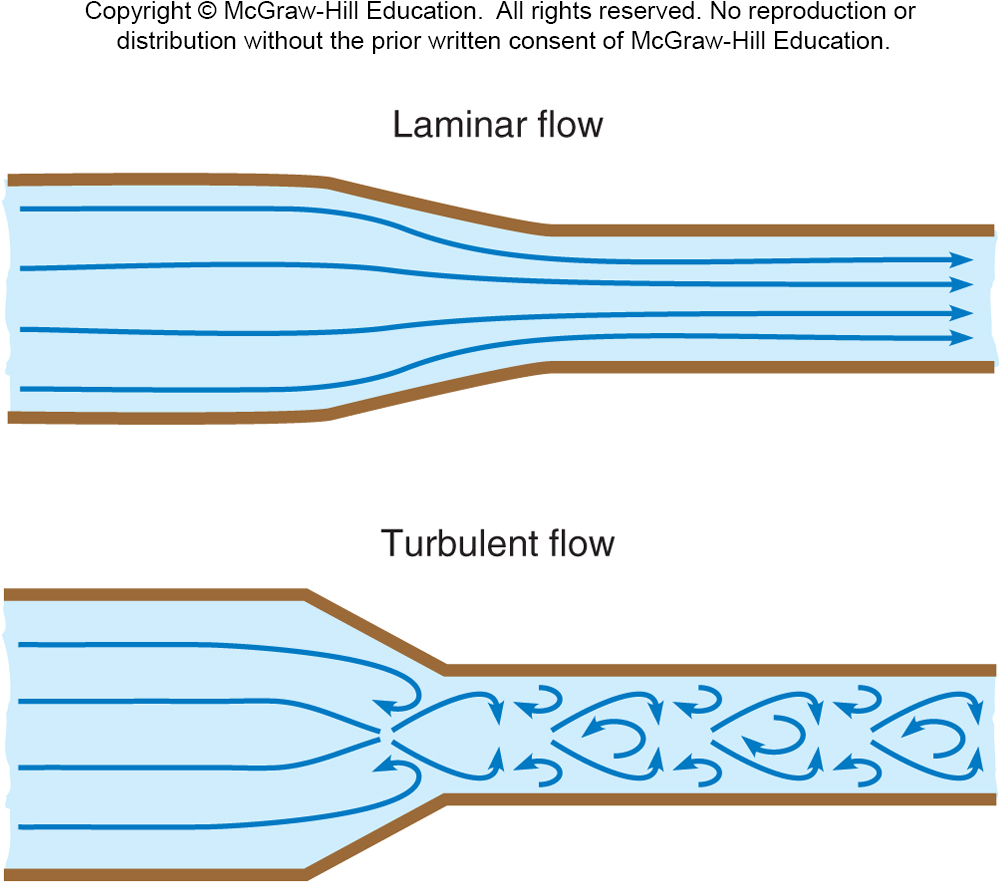 Copyright © McGraw-Hill Education.  All rights reserved. No reproduction or
distribution without the prior written consent of McGraw-Hill Education.
Laminar flow
Turbulent flow